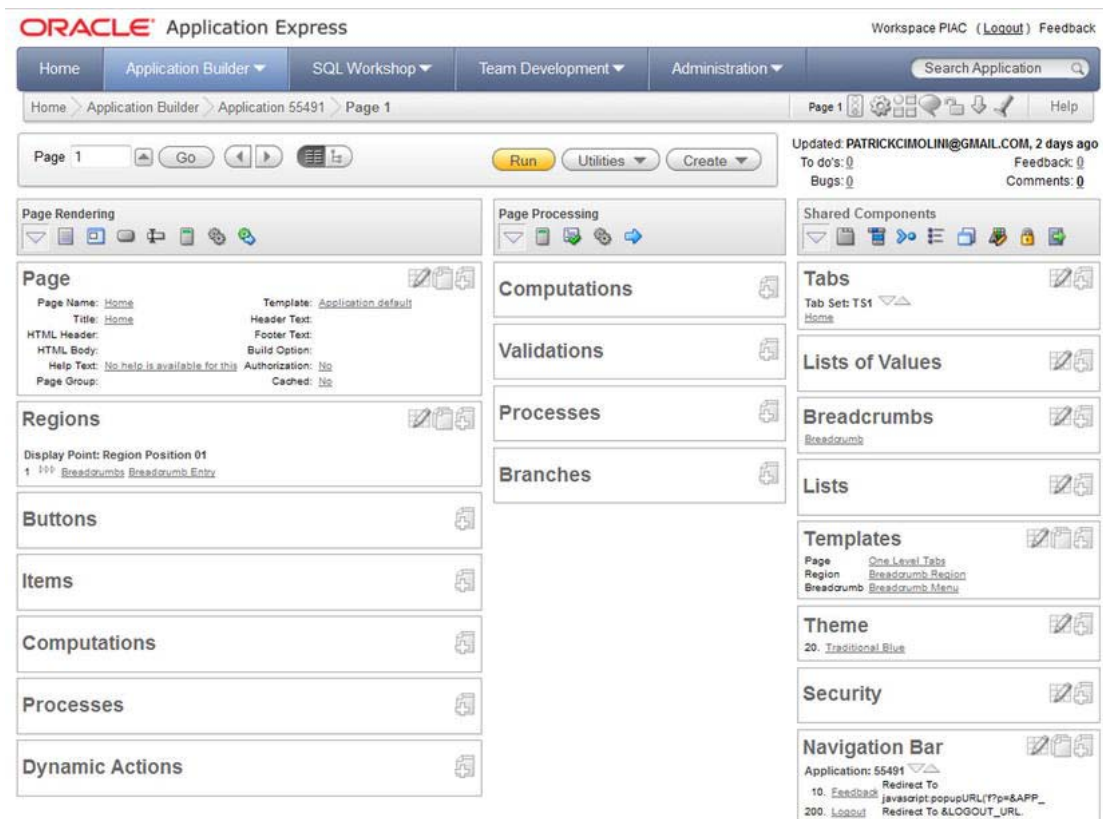 ORACLE Application Express
Workspace PIAC (Logout) Feedback
Home Application Builder SQL Workshop Team Development Administration
Search Application
Home Application Builder Application 55491 Page 1
Page 1 Help
Page 1 Go
Run Utilities Create
Updated: PATRICKCIMOLINI@GMAIL.COM, 2 days ago
To do's: 0 Feedback: 0
Bugs: 0 Comments: 0
Page Rendering
Page
Page Name: Home Template: Application default
Title: Home Header Text:
HTML Header: Footer Text:
HTML Body: Build Option:
Help Text: No help is available for this Authorization: No
Page Group: Cached: No
Regions
Display Point: Region Position 01
1 Breadcrumbs Breadcrumb Entry
Buttons
Items
Computations
Processes
Dynamic Actions
Page Processing
Computations
Validations
Processes
Branches
Shared Components
Tabs
Tab Set: TS1
Home
Lists of Values
Breadcrumbs
Breadcrumb
Lists
Templates
Page One Level Tabs
Region Breadcrumb Region
Breadcrumb Breadcrumb Menu
Theme
20. Traditional Blue
Security
Navigation Bar
Application: 55491
10. Feedback Redirect To
javascript:popupURL('f?p=&APP_
200. Logout Redirect To &LOGOUT_URL.